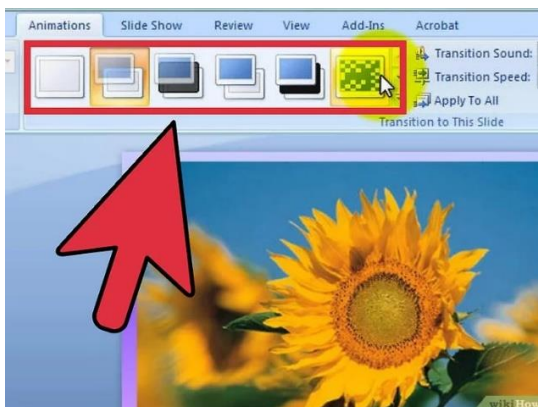 Animations Slide Show Review View Add-Ins Acrobat
Transition Sound:
Transition Speed:
Apply To All
Transition to This Slide
wikiHow